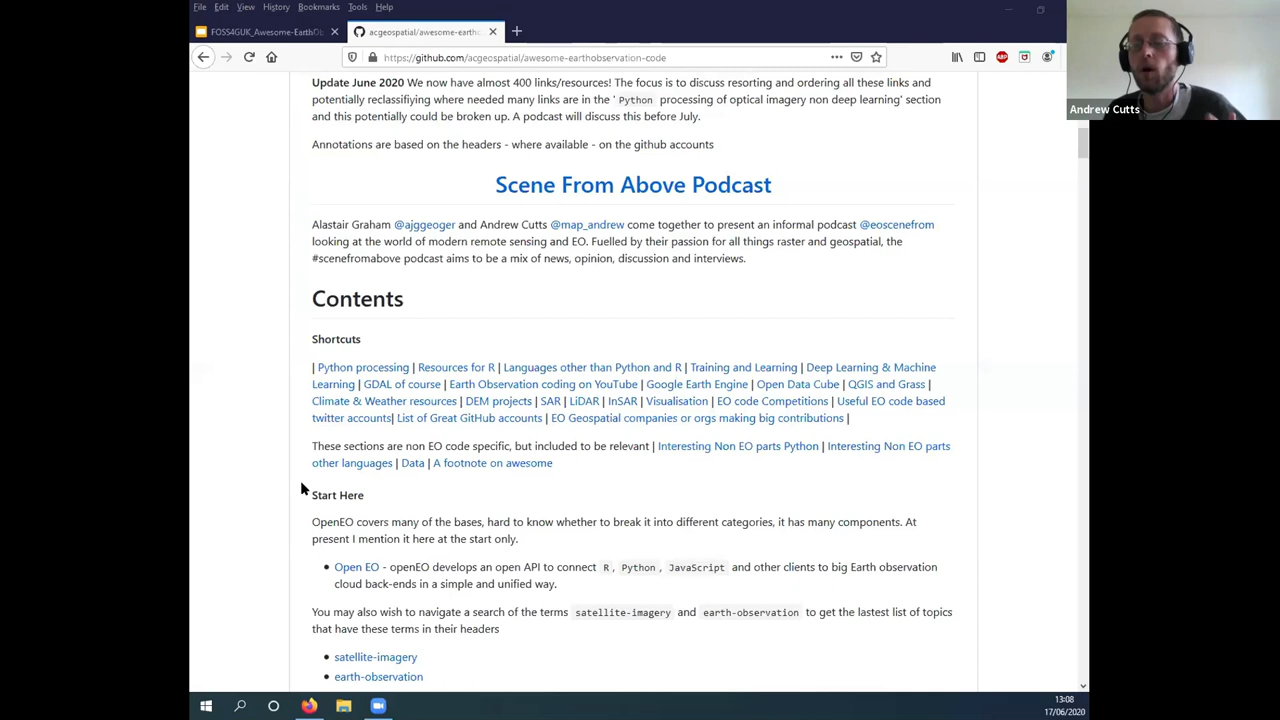 File Edit View History Bookmarks Tools Help
FOSS4GUK_Awesome-EarthOb
acgeospatial/awesome-earthobs
https://github.com/acgeospatial/awesome-earthobservation-code
Andrew Cutts
Update June 2020 We now have almost 400 links/resources! The focus is to discuss resorting and ordering all these links and
potentially reclassifiying where needed many links are in the ' Python processing of optical imagery non deep learning' section
and this potentially could be broken up. A podcast will discuss this before July.
Annotations are based on the headers - where available - on the github accounts
Scene From Above Podcast
Alastair Graham @ajggeoger and Andrew Cutts @map_andrew come together to present an informal podcast @eoscenefrom
looking at the world of modern remote sensing and EO. Fuelled by their passion for all things raster and geospatial, the
#scenefromabove podcast aims to be a mix of news, opinion, discussion and interviews.
Contents
Shortcuts
| Python processing | Resources for R | Languages other than Python and R | Training and Learning | Deep Learning & Machine
Learning | GDAL of course | Earth Observation coding on YouTube | Google Earth Engine | Open Data Cube | QGIS and Grass |
Climate & Weather resources | DEM projects | SAR | LiDAR | InSAR | Visualisation | EO code Competitions | Useful EO code based
twitter accounts| List of Great GitHub accounts | EO Geospatial companies or orgs making big contributions |
These sections are non EO code specific, but included to be relevant | Interesting Non EO parts Python | Interesting Non EO parts
other languages | Data | A footnote on awesome
Start Here
OpenEO covers many of the bases, hard to know whether to break it into different categories, it has many components. At
present I mention it here at the start only.
• Open EO - openEO develops an open API to connect R , Python , JavaScript and other clients to big Earth observation
cloud back-ends in a simple and unified way.
You may also wish to navigate a search of the terms satellite-imagery and earth-observation to get the lastest list of topics
that have these terms in their headers
• satellite-imagery
• earth-observation
13:08
17/06/2020